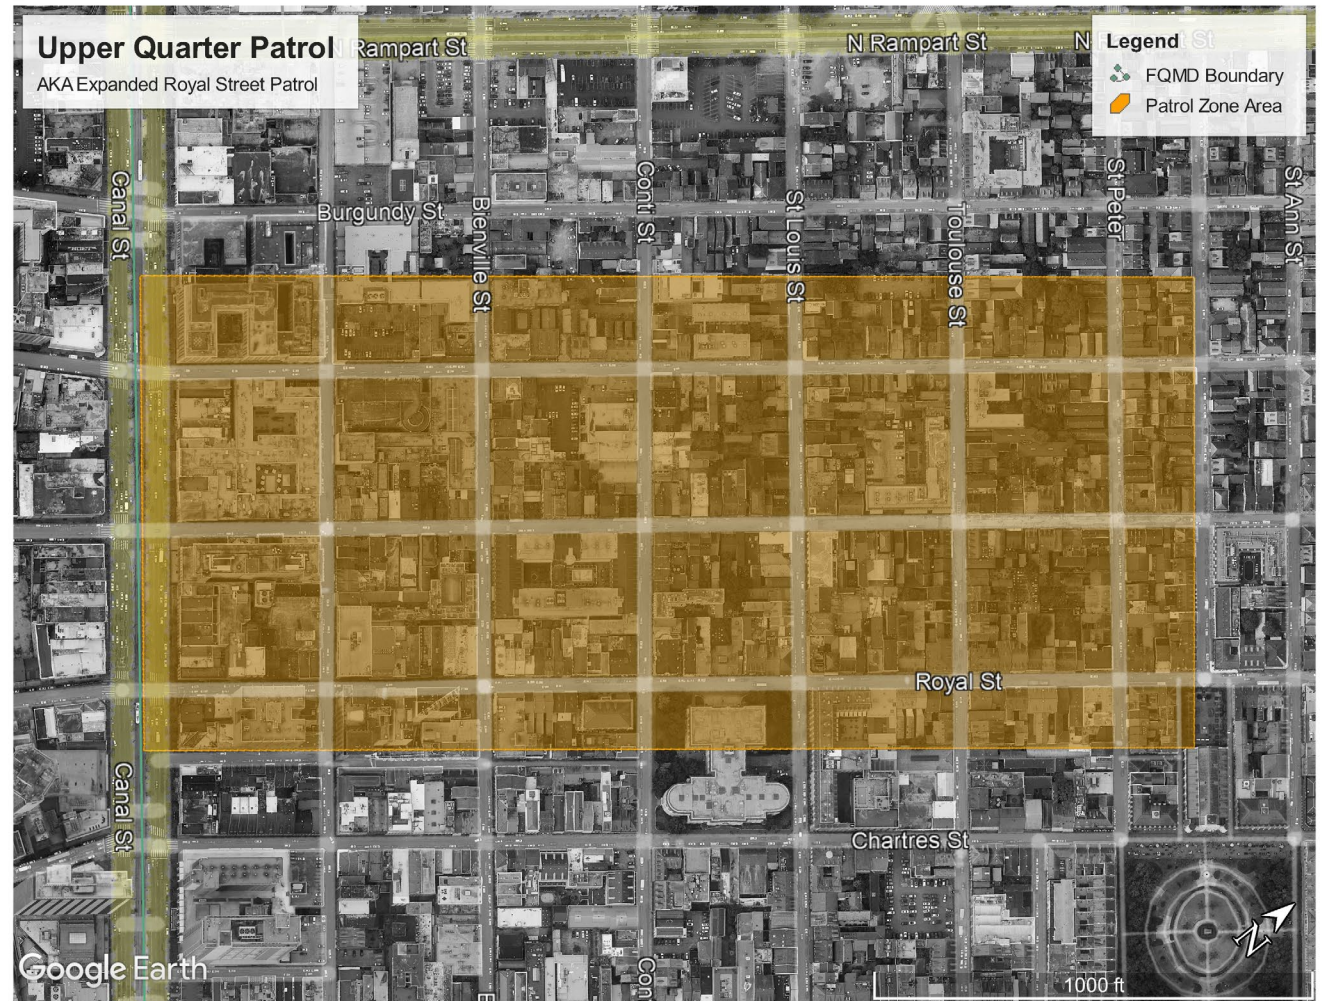 Upper Quarter Patrol
AKA Expanded Royal Street Patrol
N Rampart St
N Rampart St
N R
t St
Legend
FQMD Boundary
Patrol Zone Area
Canal St
Burgundy St
Bienville St
Conti St
St Louis St
Toulouse St
St Peter
St Ann St
Royal St
Canal St
Chartres St
Con
N
Google Earth
1000 ft